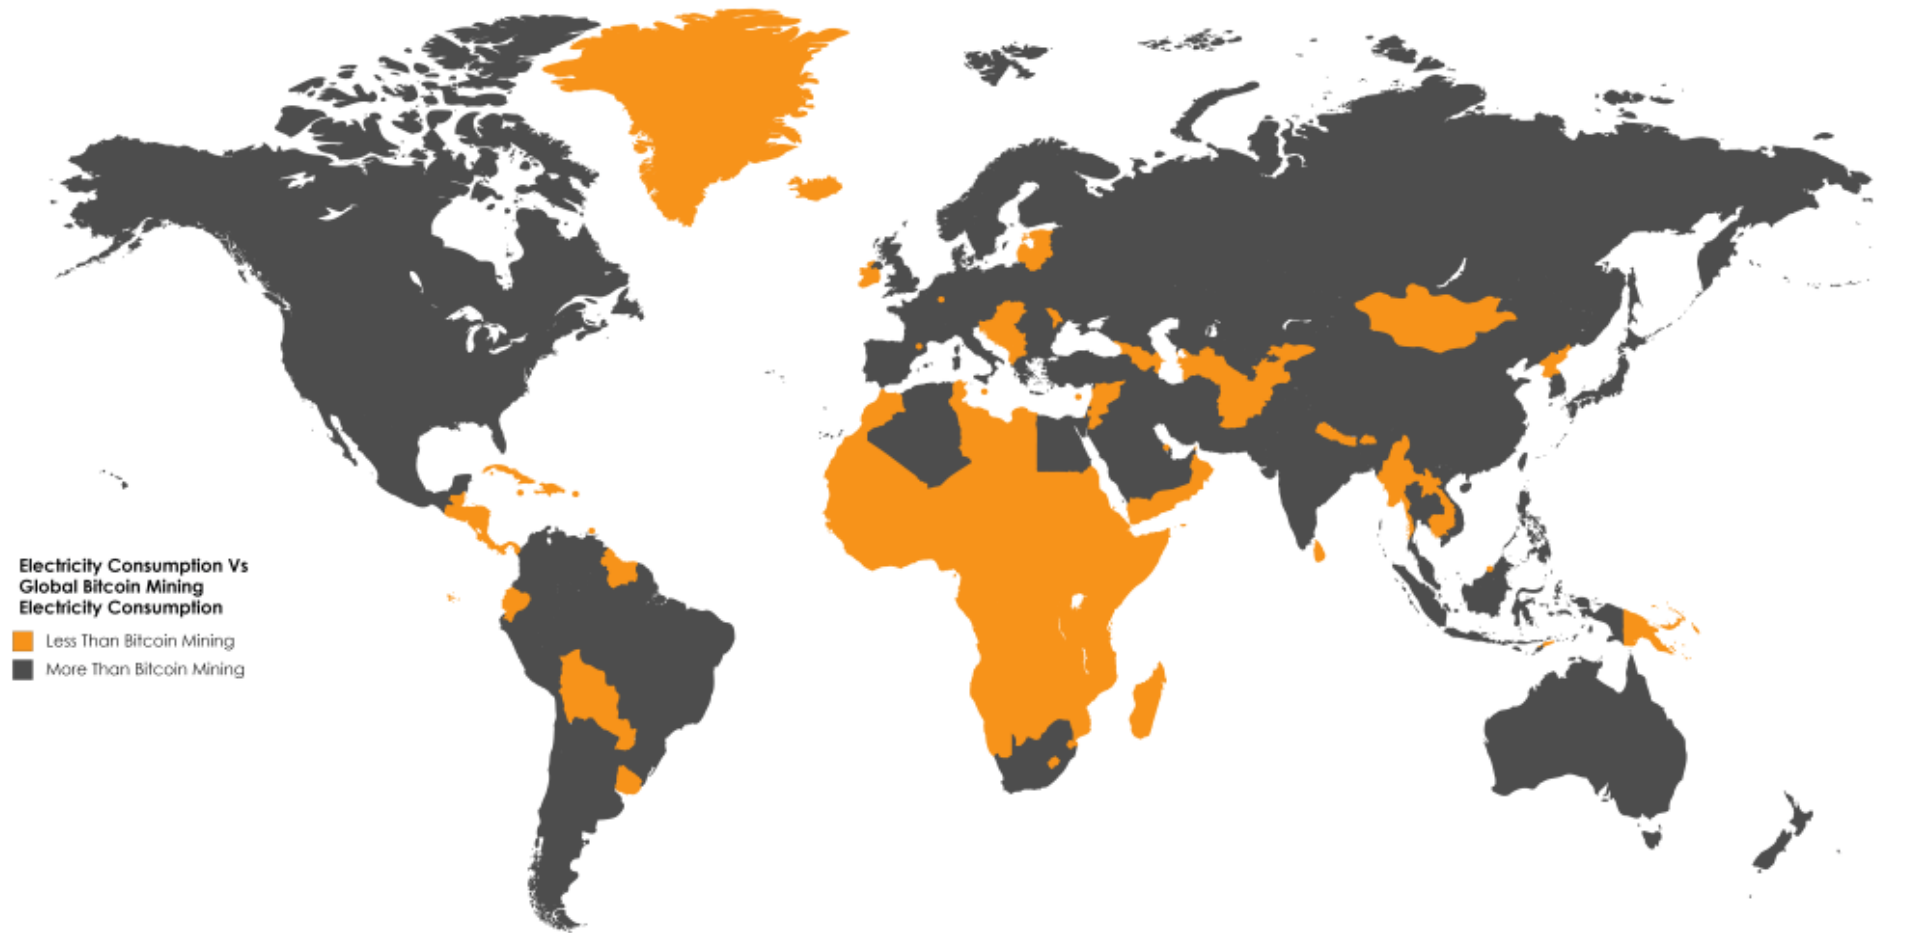 Electricity Consumption Vs
Global Bitcoin Mining
Electricity Consumption
Less Than Bitcoin Mining
More Than Bitcoin Mining